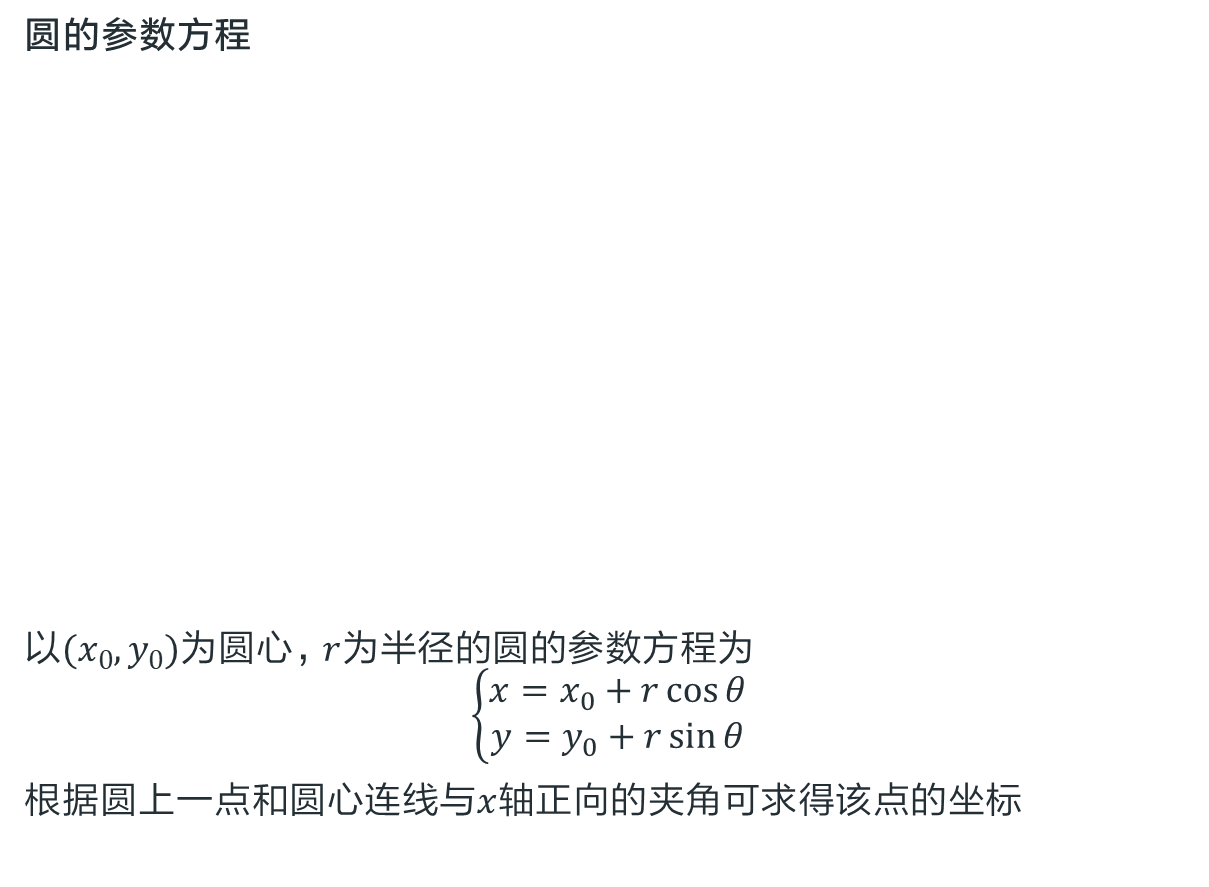 圆的参数方程
以(x₀, y₀)为圆心, r为半径的圆的参数方程为
{x = x₀ + r cos θ
y = y₀ + r sin θ
根据圆上一点和圆心连线与x轴正向的夹角可求得该点的坐标